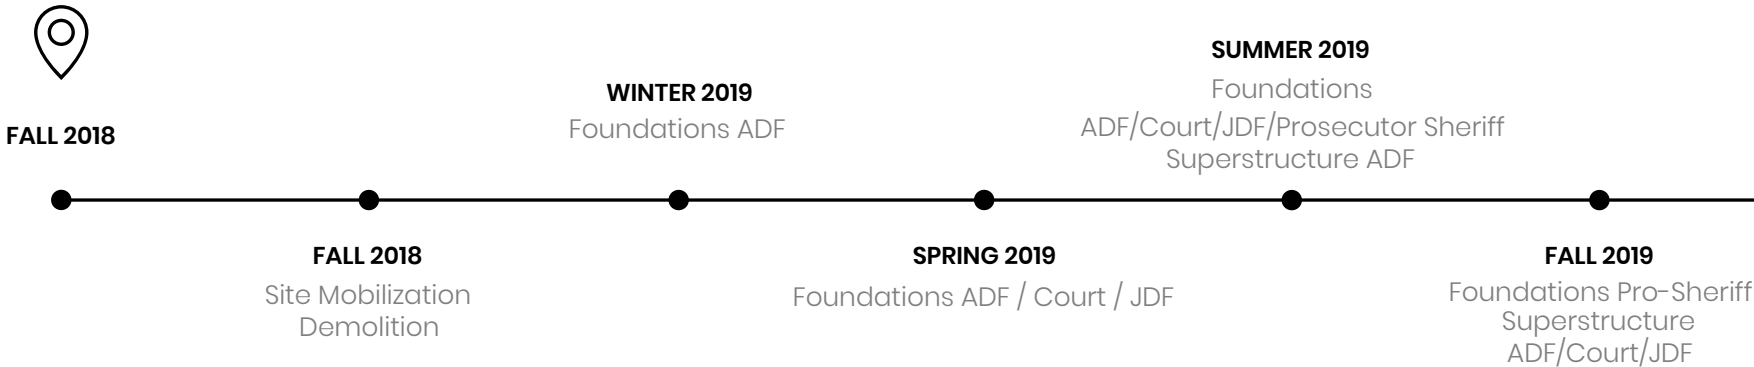 FALL 2018
FALL 2018
Site Mobilization
Demolition
WINTER 2019
Foundations ADF
SPRING 2019
Foundations ADF / Court / JDF
SUMMER 2019
Foundations
ADF/Court/JDF/Prosecutor Sheriff
Superstructure ADF
FALL 2019
Foundations Pro-Sheriff
Superstructure
ADF/Court/JDF